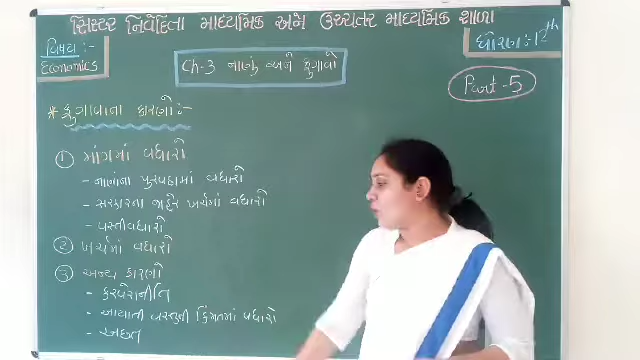 સિસ્ટર નિવેદિતા માધ્યમિક અને ઉચ્ચતર માધ્યમિક શાળા
વિષય :-
Economics
ધોરણ :- 12th
Ch-3 નાણું અને ફુગાવો
Part-5
* ફુગાવાના કારણો :-
① માંગમાં વધારો
- નાણાંના પુરવઠામાં વધારો
- સરકારના જાહેર ખર્ચમાં વધારો
- વસ્તીવધારો
② ખર્ચમાં વધારો
③ અન્ય કારણો
- કરવેરાનીતિ
- આયાતી વસ્તુની કિંમતમાં વધારો
- અછત